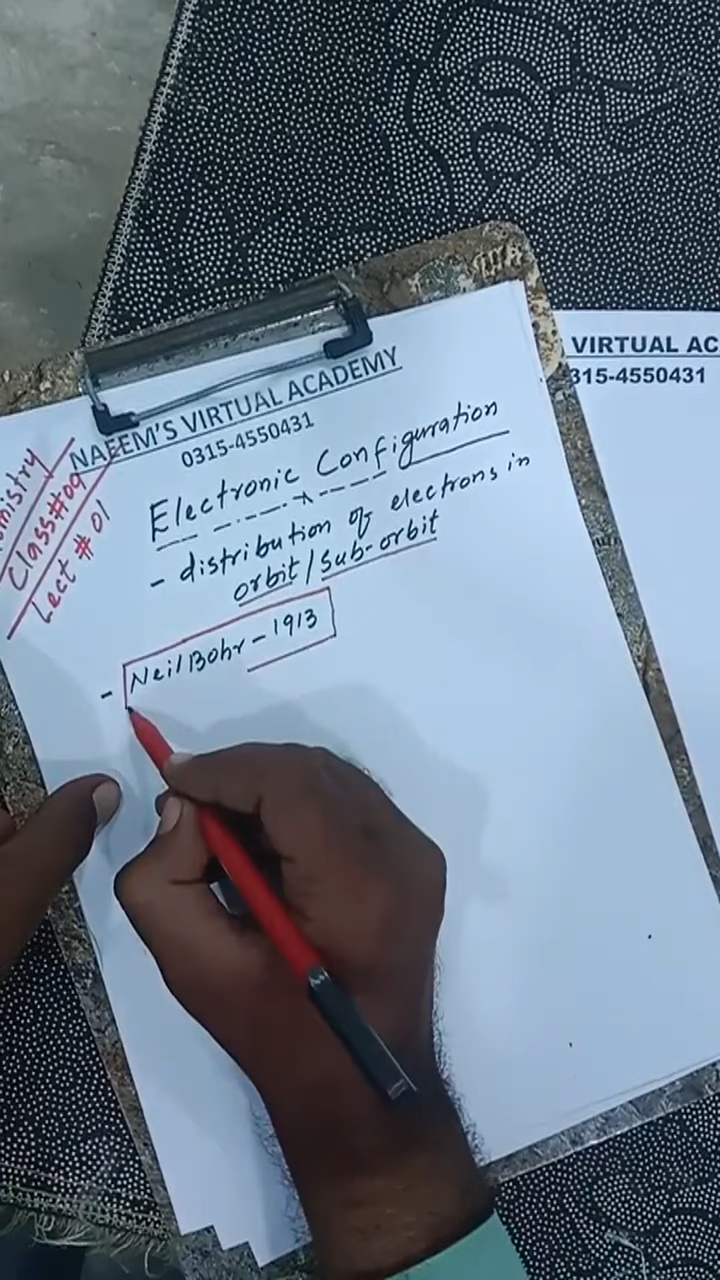 NAEEM'S VIRTUAL ACADEMY
0315-4550431
Class#09
Lect # 01
Electronic Configuration
- distribution of electrons in
orbit/Sub-orbit
- Neil Bohr - 1913
VIRTUAL AC
315-4550431